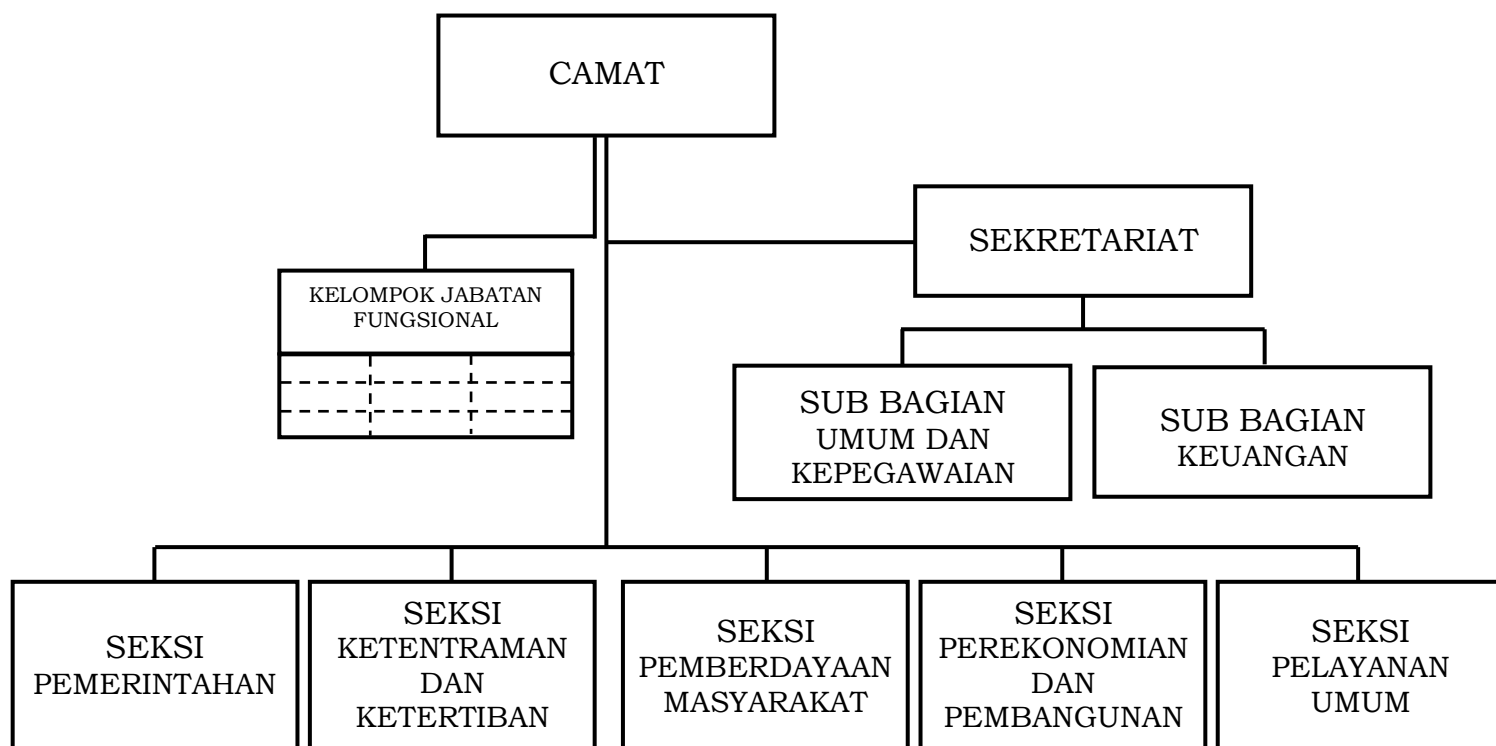 CAMAT
SEKRETARIAT
KELOMPOK JABATAN
FUNGSIONAL
SUB BAGIAN
UMUM DAN
KEPEGAWAIAN
SUB BAGIAN
KEUANGAN
SEKSI
PEMERINTAHAN
SEKSI
KETENTRAMAN
DAN
KETERTIBAN
SEKSI
PEMBERDAYAAN
MASYARAKAT
SEKSI
PEREKONOMIAN
DAN
PEMBANGUNAN
SEKSI
PELAYANAN
UMUM